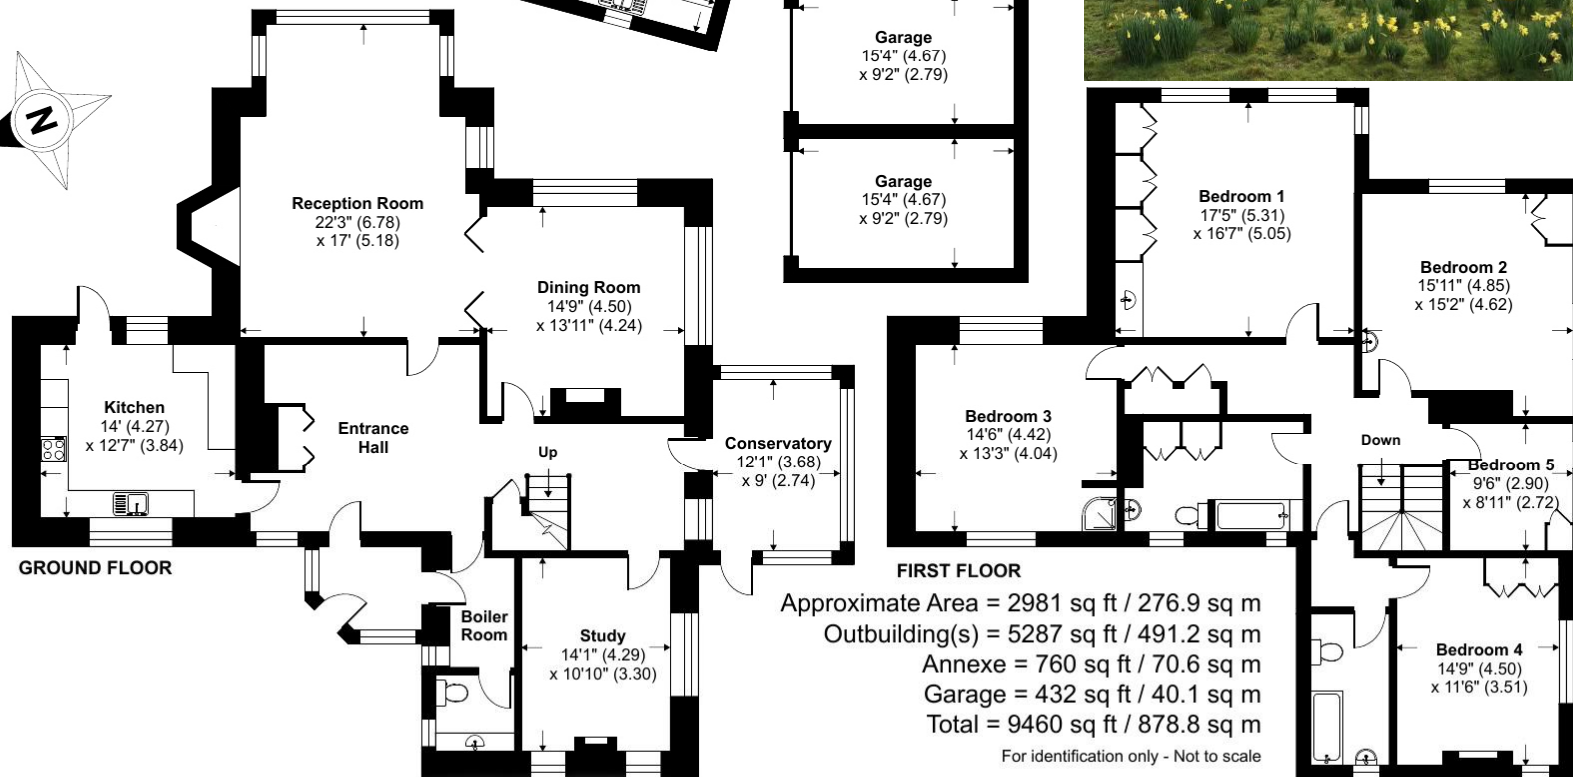 Garage
15'4" (4.67)
x 9'2" (2.79)
Garage
15'4" (4.67)
x 9'2" (2.79)
N
Reception Room
22'3" (6.78)
x 17' (5.18)
Dining Room
14'9" (4.50)
x 13'11" (4.24)
Kitchen
14' (4.27)
x 12'7" (3.84)
Entrance
Hall
Up
Conservatory
12'1" (3.68)
x 9' (2.74)
Boiler
Room
Study
14'1" (4.29)
x 10'10" (3.30)
GROUND FLOOR
Bedroom 1
17'5" (5.31)
x 16'7" (5.05)
Bedroom 2
15'11" (4.85)
x 15'2" (4.62)
Bedroom 3
14'6" (4.42)
x 13'3" (4.04)
Down
Bedroom 5
9'6" (2.90)
x 8'11" (2.72)
Bedroom 4
14'9" (4.50)
x 11'6" (3.51)
FIRST FLOOR
Approximate Area = 2981 sq ft / 276.9 sq m
Outbuilding(s) = 5287 sq ft / 491.2 sq m
Annexe = 760 sq ft / 70.6 sq m
Garage = 432 sq ft / 40.1 sq m
Total = 9460 sq ft / 878.8 sq m
For identification only - Not to scale